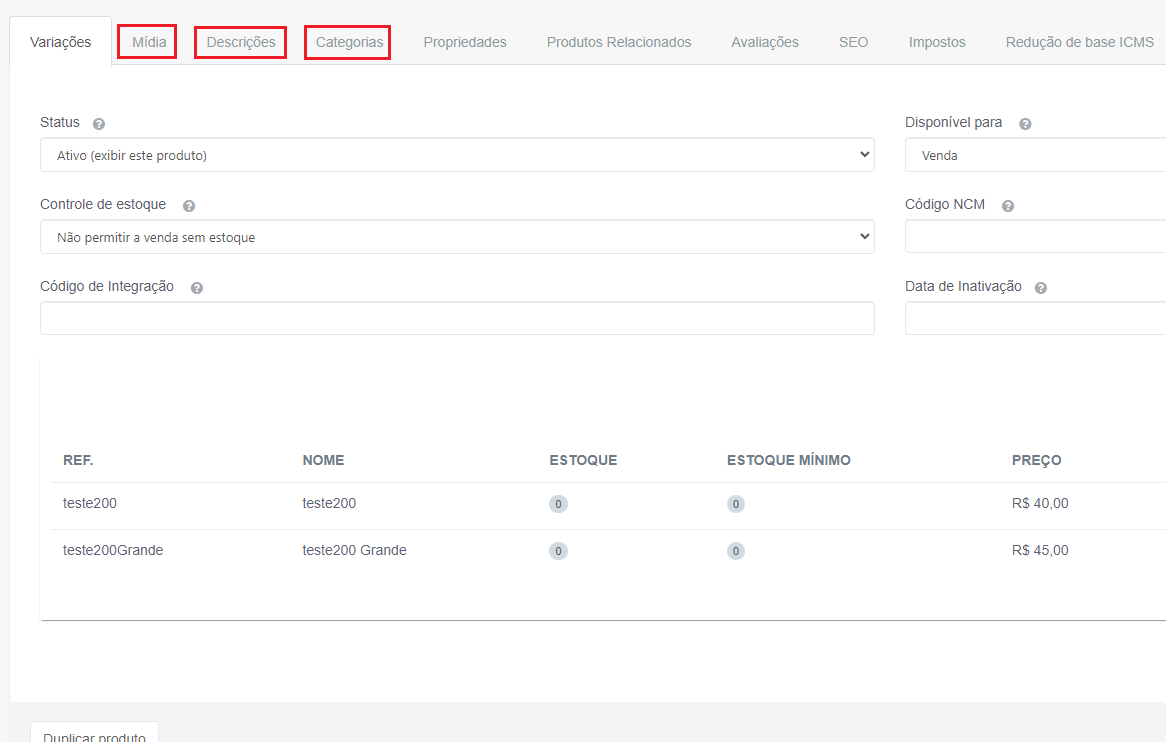 Variações Mídia Descrições Categorias Propriedades Produtos Relacionados Avaliações SEO Impostos Redução de base ICMS
Status ? Disponível para ?
Ativo (exibir este produto) Venda
Controle de estoque ? Código NCM ?
Não permitir a venda sem estoque
Código de Integração ? Data de Inativação ?
REF. NOME ESTOQUE ESTOQUE MÍNIMO PREÇO
teste200 teste200 0 0 R$ 40,00
teste200Grande teste200 Grande 0 0 R$ 45,00
Duplicar produto